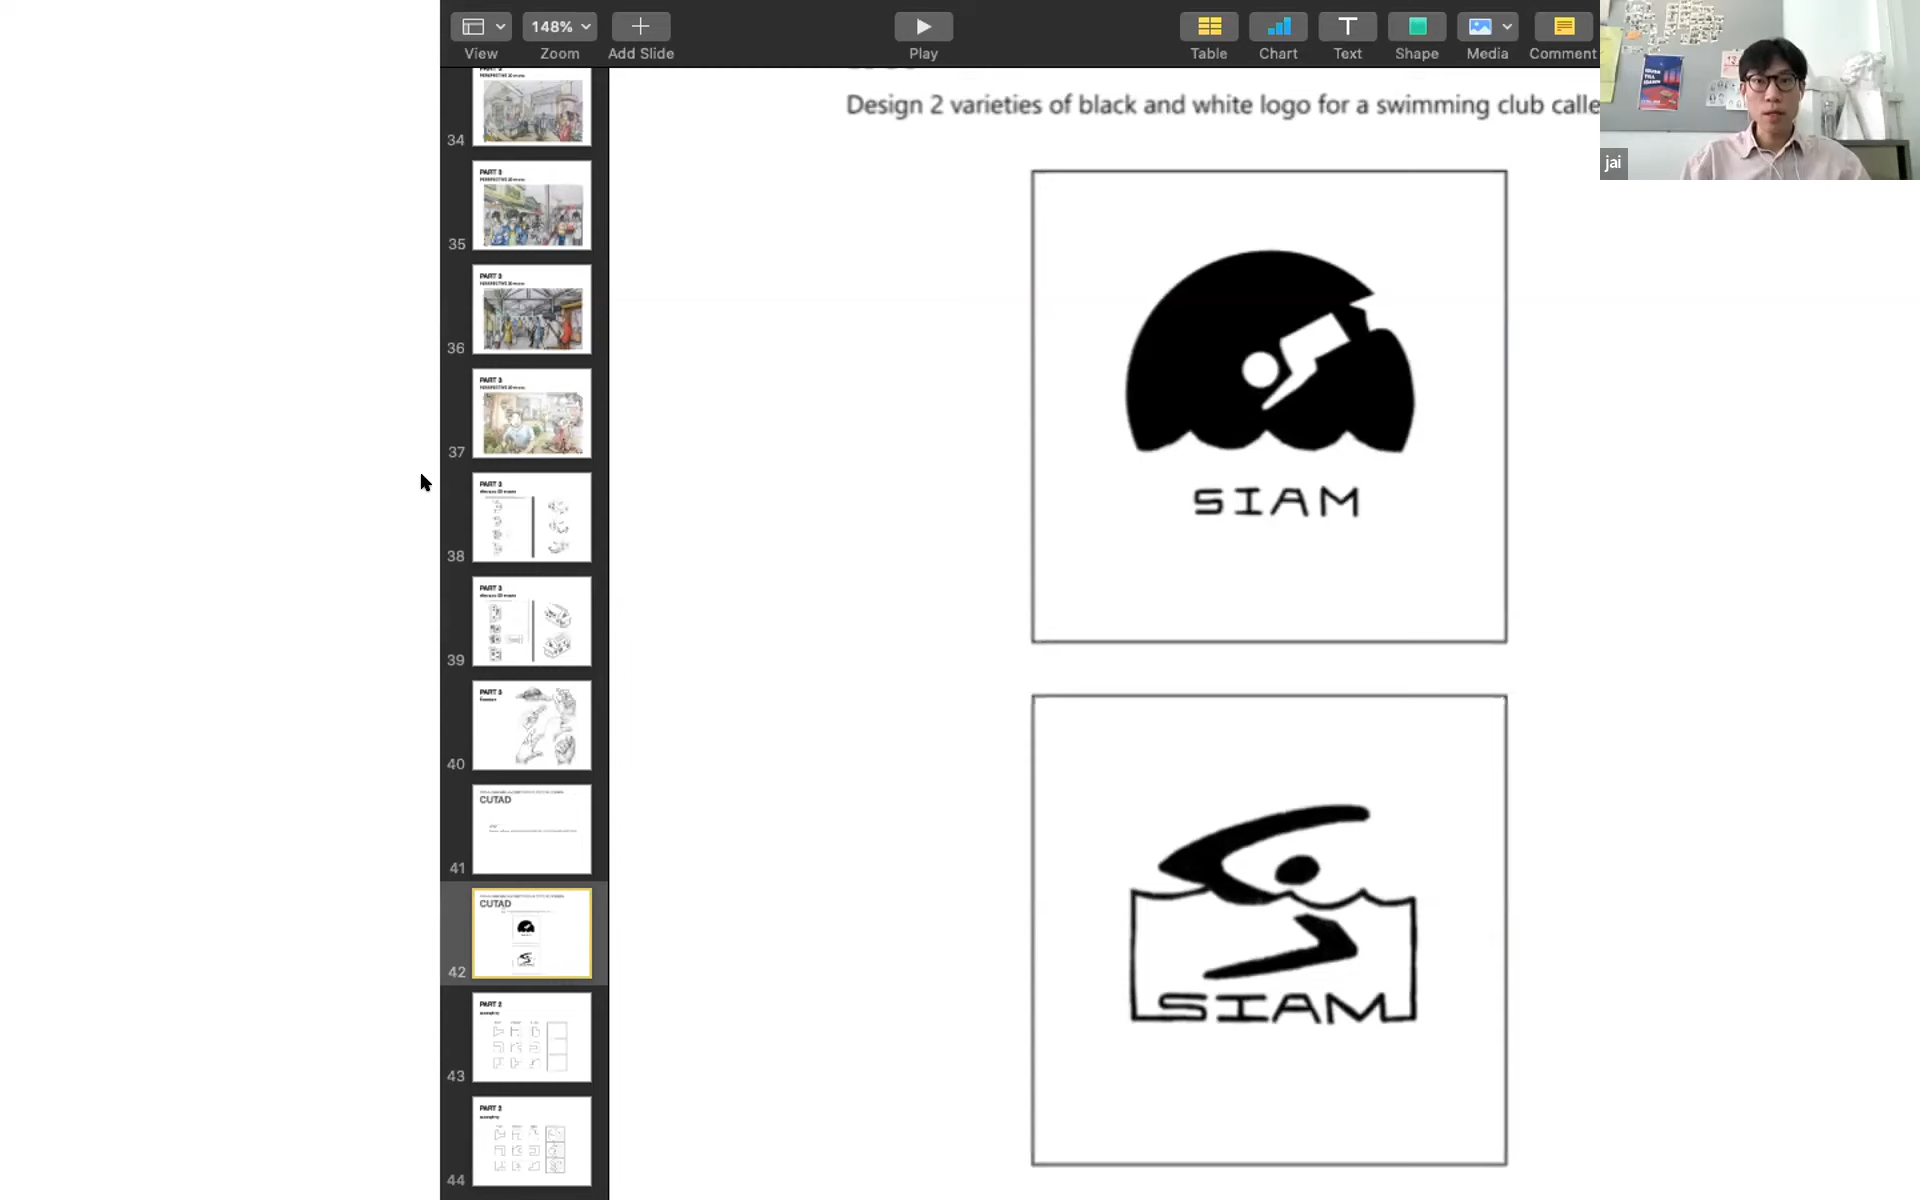 148%
View
Zoom
Add Slide
Play
Table
Chart
Text
Shape
Media
Comment
jai
Design 2 varieties of black and white logo for a swimming club calle
SIAM
SIAM
34
PART 3
35
PART 3
36
PART 3
37
PART 3
38
PART 3
39
PART 3
40
CUTAD
41
CUTAD
42
PART 2
43
PART 2
44